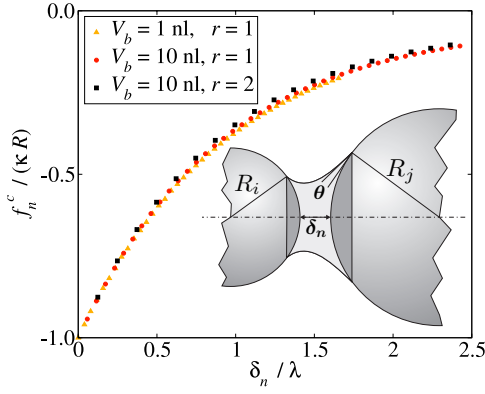 0.0
V_b = 1 nl, r = 1
V_b = 10 nl, r = 1
V_b = 10 nl, r = 2
-0.5
-1.0
f_n^c / (κ R)
R_i
R_j
θ
δ_n
0 0.5 1 1.5 2 2.5
δ_n / λ